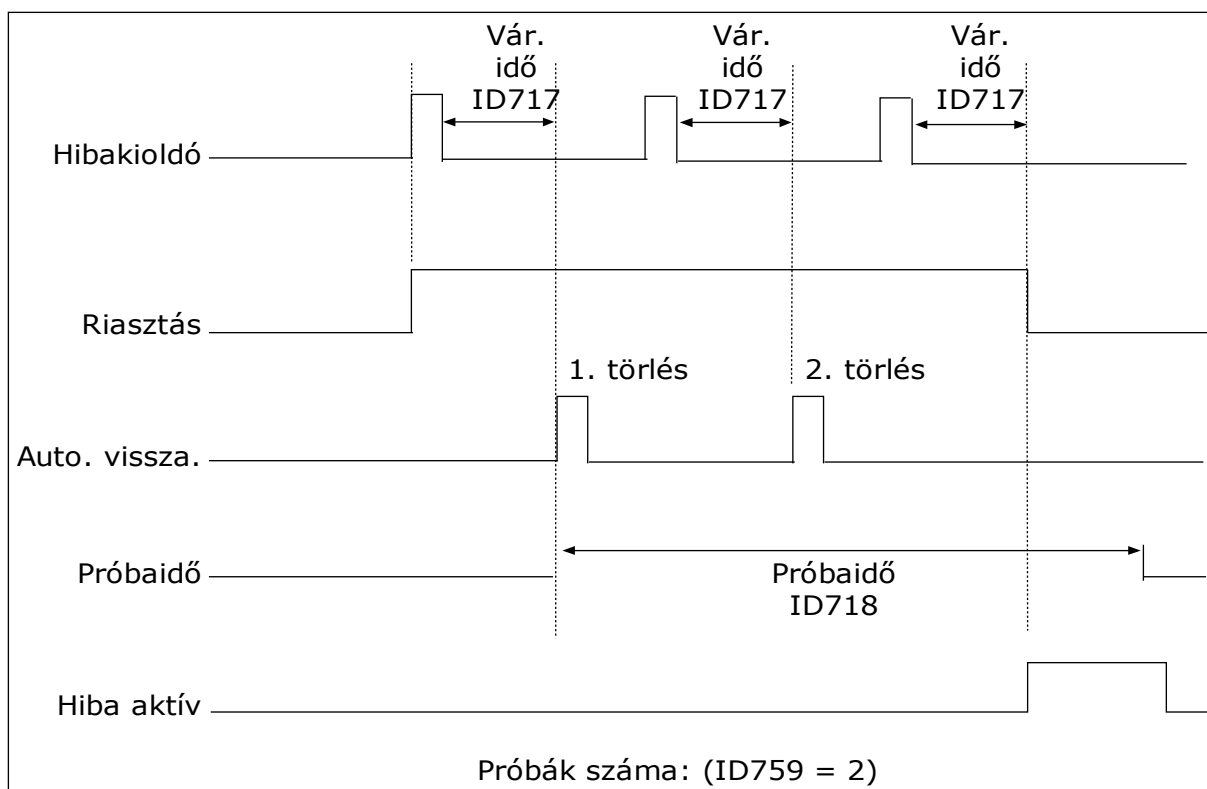 Vár.
idő
ID717
Vár.
idő
ID717
Vár.
idő
ID717
Hibakioldó
Riasztás
1. törlés
2. törlés
Auto. vissza.
Próbaidő
Próbaidő
ID718
Hiba aktív
Próbák száma: (ID759 = 2)